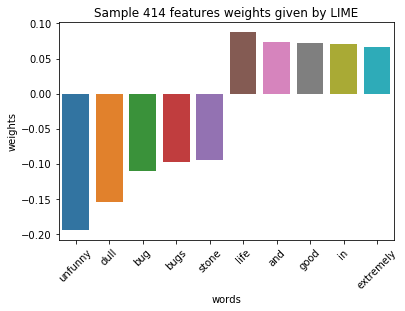 Sample 414 features weights given by LIME
0.10
0.05
0.00
−0.05
−0.10
−0.15
−0.20
weights
unfunny
dull
bug
bugs
stone
life
and
good
in
extremely
words